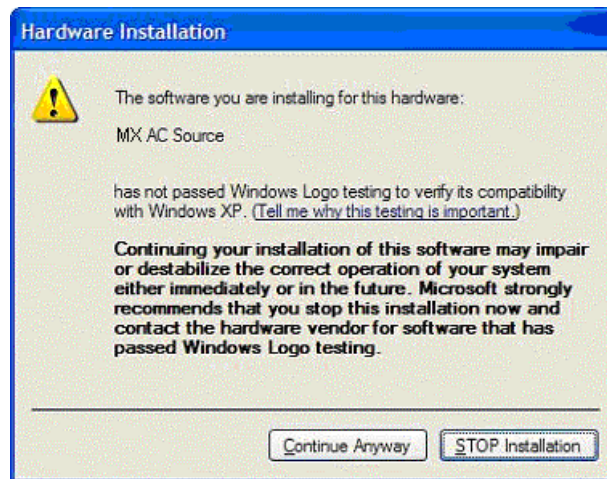 Hardware Installation
The software you are installing for this hardware:
MX AC Source
has not passed Windows Logo testing to verify its compatibility
with Windows XP. (Tell me why this testing is important.)
Continuing your installation of this software may impair
or destabilize the correct operation of your system
either immediately or in the future. Microsoft strongly
recommends that you stop this installation now and
contact the hardware vendor for software that has
passed Windows Logo testing.
Continue Anyway
STOP Installation